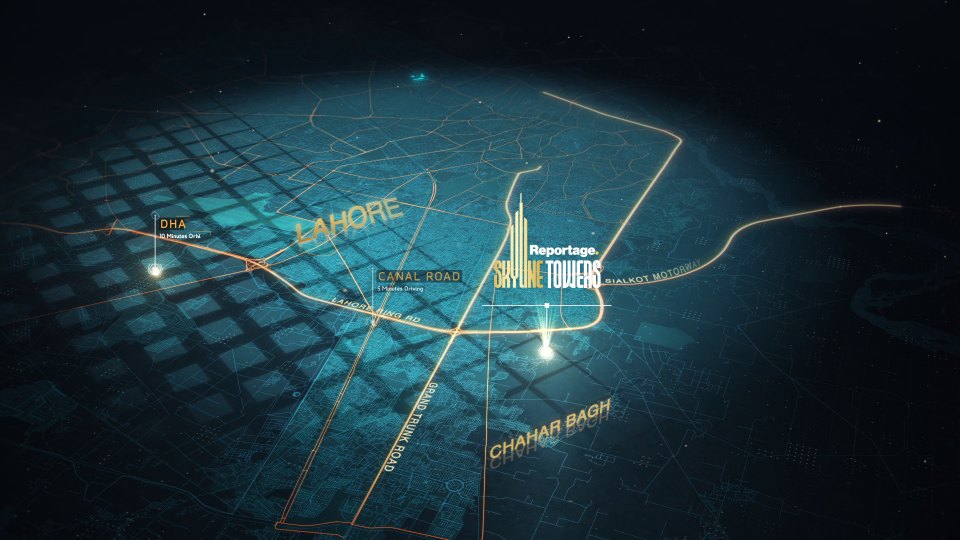 DHA
10 Minutes Dri
LAHORE
Reportage.
SKYLINE TOWERS
CANAL ROAD
5 Minutes Driving
SIALKOT MOTORWAY
LAHORE RING RD
GRAND TRUNK ROAD
CHAHAR BAGH